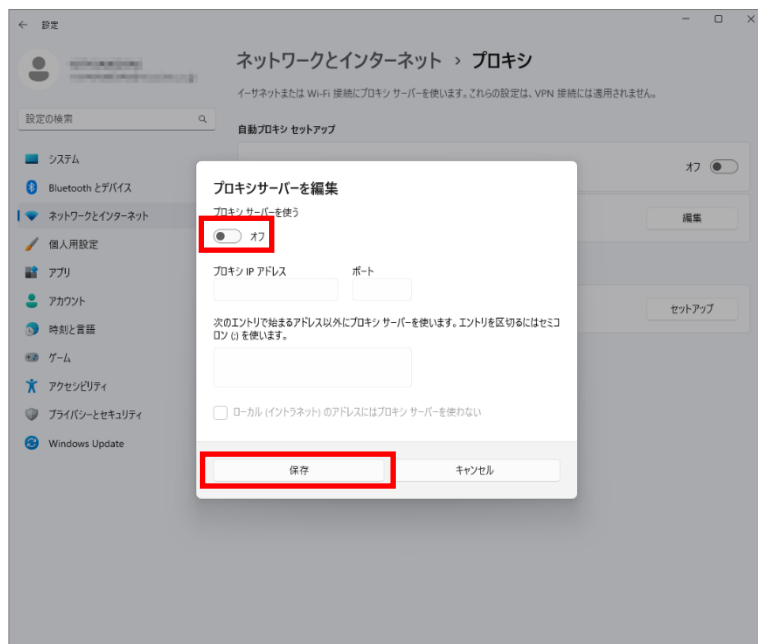 設定
ネットワークとインターネット › プロキシ
イーサネットまたは Wi-Fi 接続にプロキシ サーバーを使います。これらの設定は、VPN 接続には適用されません。
設定の検索
自動プロキシ セットアップ
オフ
システム
Bluetooth とデバイス
ネットワークとインターネット
個人用設定
アプリ
アカウント
時刻と言語
ゲーム
アクセシビリティ
プライバシーとセキュリティ
Windows Update
編集
セットアップ
プロキシサーバーを編集
プロキシ サーバーを使う
オフ
プロキシ IP アドレス
ポート
次のエントリで始まるアドレス以外にプロキシ サーバーを使います。エントリを区切るにはセミコ
ロン (;) を使います。
ローカル (イントラネット) のアドレスにはプロキシ サーバーを使わない
保存
キャンセル